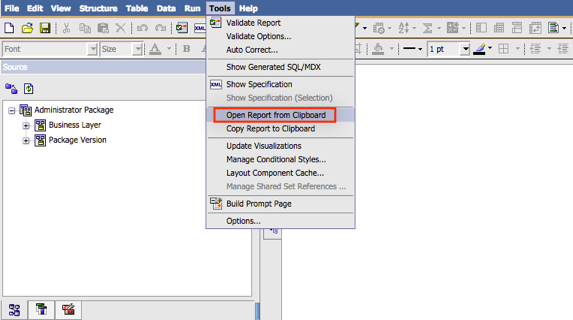 File Edit View Structure Table Data Run Tools Help
Font Size A B 1 pt
Source
Administrator Package
Business Layer
Package Version
Validate Report
Validate Options...
Auto Correct...
Show Generated SQL/MDX
XML Show Specification
Show Specification (Selection)
Open Report from Clipboard
Copy Report to Clipboard
Update Visualizations
Manage Conditional Styles...
Layout Component Cache...
Manage Shared Set References ...
Build Prompt Page
Options...